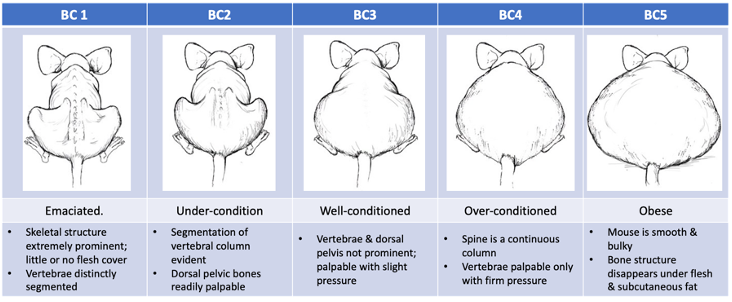 BC 1
BC2
BC3
BC4
BC5
Emaciated.
Under-condition
Well-conditioned
Over-conditioned
Obese
• Skeletal structure
extremely prominent;
little or no flesh cover
• Vertebrae distinctly
segmented
• Segmentation of
vertebral column
evident
• Dorsal pelvic bones
readily palpable
• Vertebrae & dorsal
pelvis not prominent;
palpable with slight
pressure
• Spine is a continuous
column
• Vertebrae palpable only
with firm pressure
• Mouse is smooth &
bulky
• Bone structure
disappears under flesh
& subcutaneous fat